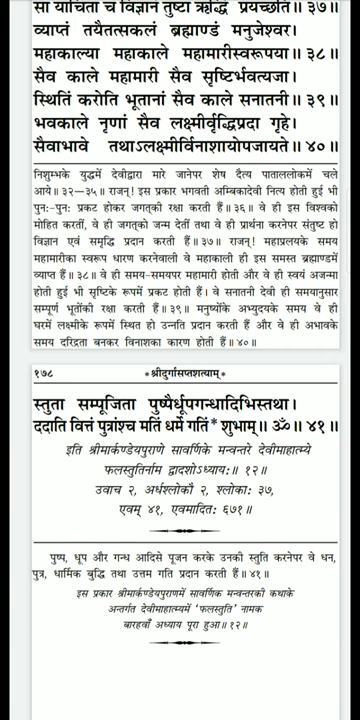 सा याचिता च विज्ञानं तुष्टा ऋद्धिं प्रयच्छति॥ ३७॥
व्याप्तं तयैतत्सकलं ब्रह्माण्डं मनुजेश्वर।
महाकाल्या महाकाले महामारीस्वरूपया॥ ३८॥
सैव काले महामारी सैव सृष्टिर्भवत्यजा।
स्थितिं करोति भूतानां सैव काले सनातनी॥ ३९॥
भवकाले नृणां सैव लक्ष्मीर्वृद्धिप्रदा गृहे।
सैवाभावे तथाऽलक्ष्मीर्विनाशायोपजायते॥ ४०॥
निशुम्भके युद्धमें देवीद्वारा मारे जानेपर शेष दैत्य पाताललोकमें चले
आये॥ ३२—३५॥ राजन्! इस प्रकार भगवती अम्बिकादेवी नित्य होती हुई भी
पुनः-पुनः प्रकट होकर जगत्‌की रक्षा करती हैं॥ ३६॥ वे ही इस विश्वको
मोहित करतीं, वे ही जगत्‌को जन्म देतीं तथा वे ही प्रार्थना करनेपर संतुष्ट हो
विज्ञान एवं समृद्धि प्रदान करती हैं॥ ३७॥ राजन्! महाप्रलयके समय
महामारीका स्वरूप धारण करनेवाली वे महाकाली ही इस समस्त ब्रह्माण्डमें
व्याप्त हैं॥ ३८॥ वे ही समय-समयपर महामारी होती और वे ही स्वयं अजन्मा
होती हुई भी सृष्टिके रूपमें प्रकट होती हैं। वे सनातनी देवी ही समयानुसार
सम्पूर्ण भूतोंकी रक्षा करती हैं॥ ३९॥ मनुष्योंके अभ्युदयके समय वे ही
घरमें लक्ष्मीके रूपमें स्थित हो उन्नति प्रदान करती हैं और वे ही अभावके
समय दरिद्रता बनकर विनाशका कारण होती हैं॥ ४०॥
१७८ * श्रीदुर्गासप्तशत्याम् *
स्तुता सम्पूजिता पुष्पैर्धूपगन्धादिभिस्तथा।
ददाति वित्तं पुत्रांश्च मतिं धर्मे गतिं* शुभाम्॥ ॐ॥ ४१॥
इति श्रीमार्कण्डेयपुराणे सावर्णिके मन्वन्तरे देवीमाहात्म्ये
फलस्तुतिर्नाम द्वादशोऽध्यायः॥ १२॥
उवाच २, अर्धश्लोकौ २, श्लोकाः ३७,
एवम् ४१, एवमादितः ६७१॥
पुष्प, धूप और गन्ध आदिसे पूजन करके उनकी स्तुति करनेपर वे धन,
पुत्र, धार्मिक बुद्धि तथा उत्तम गति प्रदान करती हैं॥ ४१॥
इस प्रकार श्रीमार्कण्डेयपुराणमें सावर्णिक मन्वन्तरकी कथाके
अन्तर्गत देवीमाहात्म्यमें 'फलस्तुति' नामक
बारहवाँ अध्याय पूरा हुआ॥ १२॥